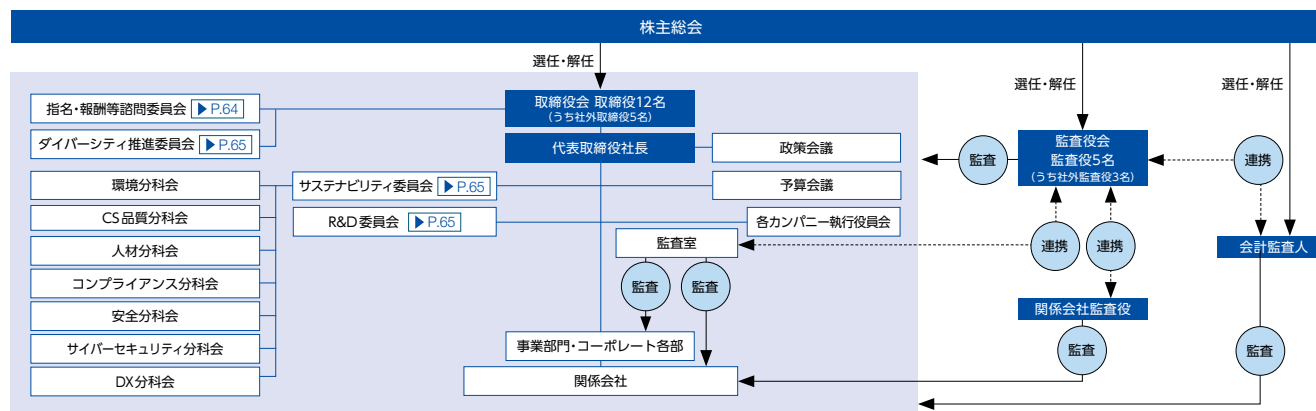 株主総会
選任・解任
選任・解任
選任・解任
指名・報酬等諮問委員会 ▶P.64
ダイバーシティ推進委員会 ▶P.65
取締役会 取締役12名
(うち社外取締役5名)
代表取締役社長
政策会議
監査
監査役会
監査役5名
(うち社外監査役3名)
連携
環境分科会
CS品質分科会
人材分科会
コンプライアンス分科会
安全分科会
サイバーセキュリティ分科会
DX分科会
サステナビリティ委員会 ▶P.65
予算会議
R&D委員会 ▶P.65
各カンパニー執行役員会
監査室
連携
連携
会計監査人
監査
監査
関係会社監査役
事業部門・コーポレート各部
関係会社
監査
監査